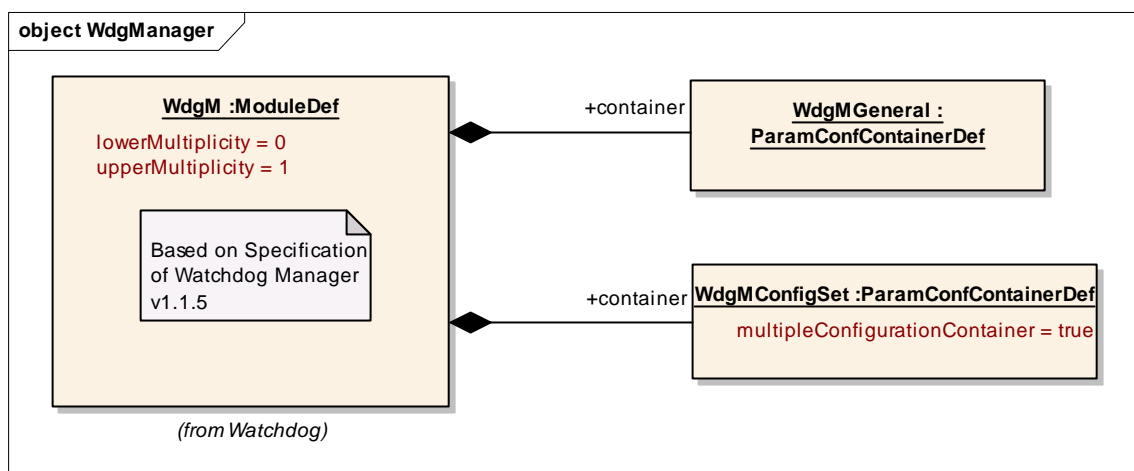 object WdgManager
WdgM :ModuleDef
lowerMultiplicity = 0
upperMultiplicity = 1
Based on Specification
of Watchdog Manager
v1.1.5
(from Watchdog)
+container
WdgMGeneral :
ParamConfContainerDef
+container
WdgMConfigSet :ParamConfContainerDef
multipleConfigurationContainer = true